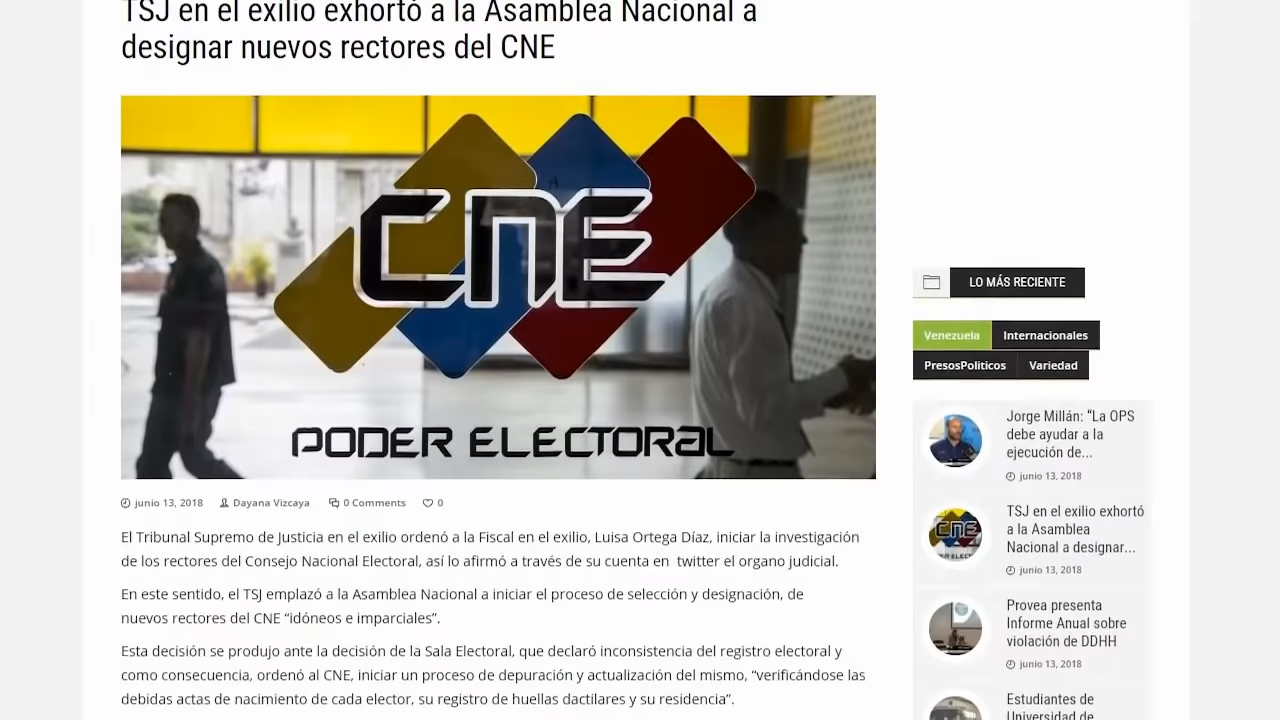 TSJ en el exilio exhortó a la Asamblea Nacional a
designar nuevos rectores del CNE
CNE
PODER ELECTORAL
junio 13, 2018 Dayana Vizcaya 0 Comments 0
El Tribunal Supremo de Justicia en el exilio ordenó a la Fiscal en el exilio, Luisa Ortega Díaz, iniciar la investigación
de los rectores del Consejo Nacional Electoral, así lo afirmó a través de su cuenta en twitter el organo judicial.
En este sentido, el TSJ emplazó a la Asamblea Nacional a iniciar el proceso de selección y designación, de
nuevos rectores del CNE “idóneos e imparciales”.
Esta decisión se produjo ante la decisión de la Sala Electoral, que declaró inconsistencia del registro electoral y
como consecuencia, ordenó al CNE, iniciar un proceso de depuración y actualización del mismo, “verificándose las
debidas actas de nacimiento de cada elector, su registro de huellas dactilares y su residencia”.
LO MÁS RECIENTE
Venezuela Internacionales
PresosPoliticos Variedad
Jorge Millán: “La OPS
debe ayudar a la
ejecución de...
junio 13, 2018
CNE
TSJ en el exilio exhortó
a la Asamblea
Nacional a designar...
junio 13, 2018
Provea presenta
Informe Anual sobre
violación de DDHH
junio 13, 2018
Estudiantes de
Universidad de